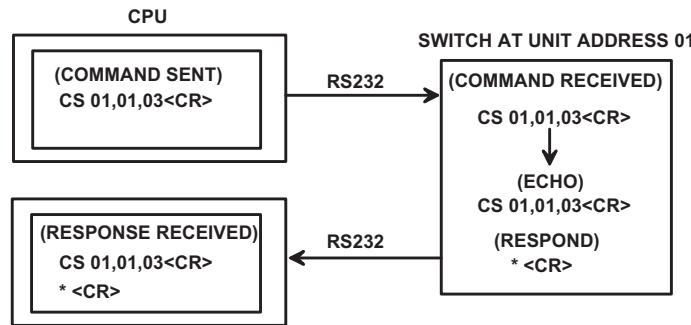 CPU
(COMMAND SENT)
CS 01,01,03<CR>
RS232
SWITCH AT UNIT ADDRESS 01
(COMMAND RECEIVED)
CS 01,01,03<CR>
(ECHO)
CS 01,01,03<CR>
(RESPOND)
* <CR>
RS232
(RESPONSE RECEIVED)
CS 01,01,03<CR>
* <CR>